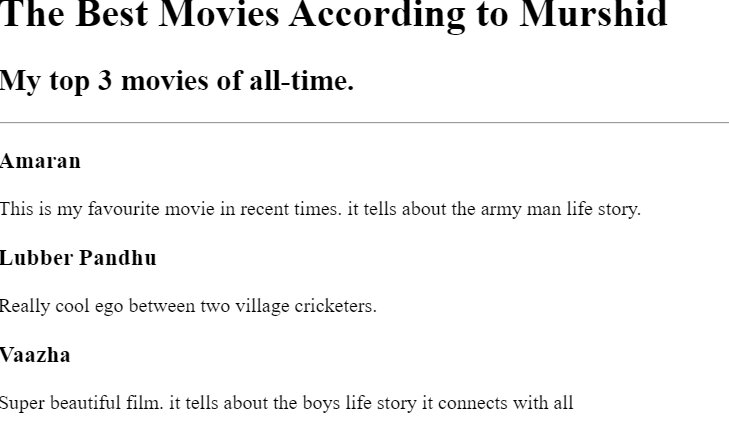 The Best Movies According to Murshid
My top 3 movies of all-time.
Amaran
This is my favourite movie in recent times. it tells about the army man life story.
Lubber Pandhu
Really cool ego between two village cricketers.
Vaazha
Super beautiful film. it tells about the boys life story it connects with all